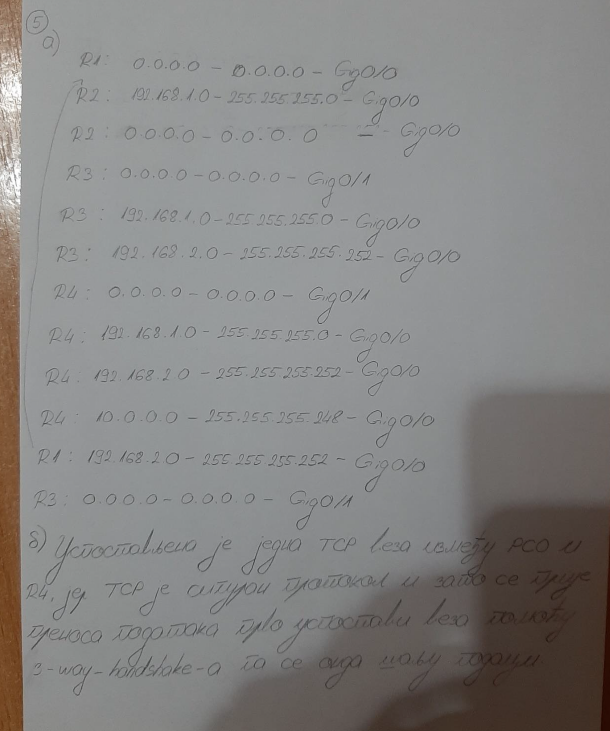 5
а)
R1: 0.0.0.0 – 0.0.0.0 – Gig0/0
R2: 192.168.1.0 – 255.255.255.0 – Gig0/0
R2: 0.0.0.0 – 0.0.0.0 – Gig0/0
R3: 0.0.0.0 – 0.0.0.0 – Gig0/1
R3: 192.168.1.0 – 255.255.255.0 – Gig0/0
R3: 192.168.2.0 – 255.255.255.252 – Gig0/0
R4: 0.0.0.0 – 0.0.0.0 – Gig0/1
R4: 192.168.1.0 – 255.255.255.0 – Gig0/0
R4: 192.168.2.0 – 255.255.255.252 – Gig0/0
R4: 10.0.0.0 – 255.255.255.248 – Gig0/0
R1: 192.168.2.0 – 255.255.255.252 – Gig0/0
R3: 0.0.0.0 – 0.0.0.0 – Gig0/1
б) Успостављена је једна TCP веза између PC0 и
R4, јер TCP је сигуран протокол и зато се прије
преноса података прво успостави веза помоћу
3-way-handshake-а па се онда шаљу подаци.